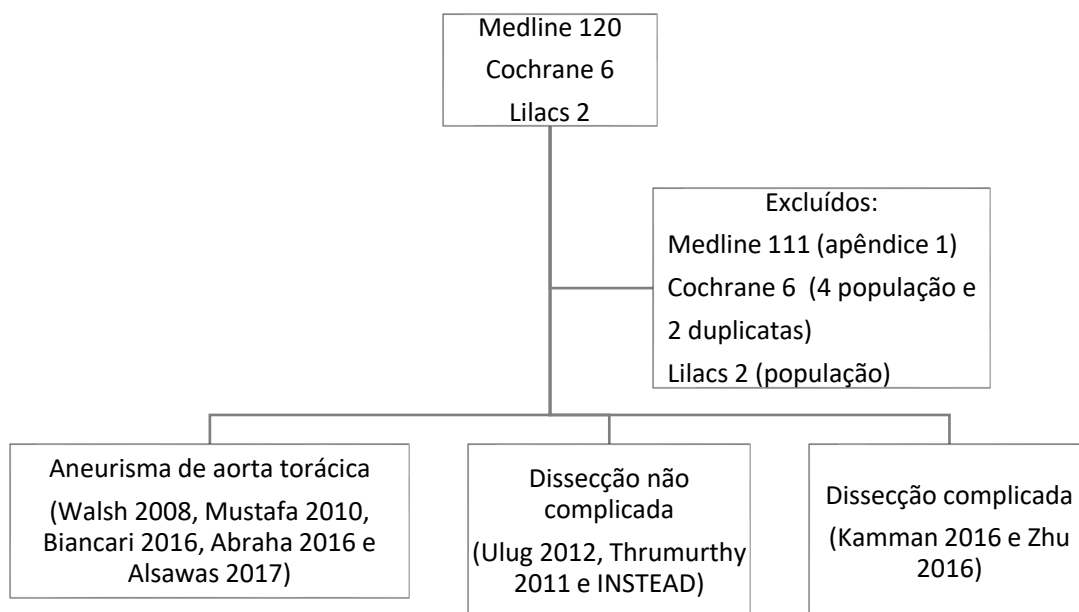 Medline 120
Cochrane 6
Lilacs 2
Excluídos:
Medline 111 (apêndice 1)
Cochrane 6 (4 população e
2 duplicatas)
Lilacs 2 (população)
Aneurisma de aorta torácica
(Walsh 2008, Mustafa 2010,
Biancari 2016, Abraha 2016 e
Alsawas 2017)
Dissecção não
complicada
(Ulug 2012, Thrumurthy
2011 e INSTEAD)
Dissecção complicada
(Kamman 2016 e Zhu
2016)